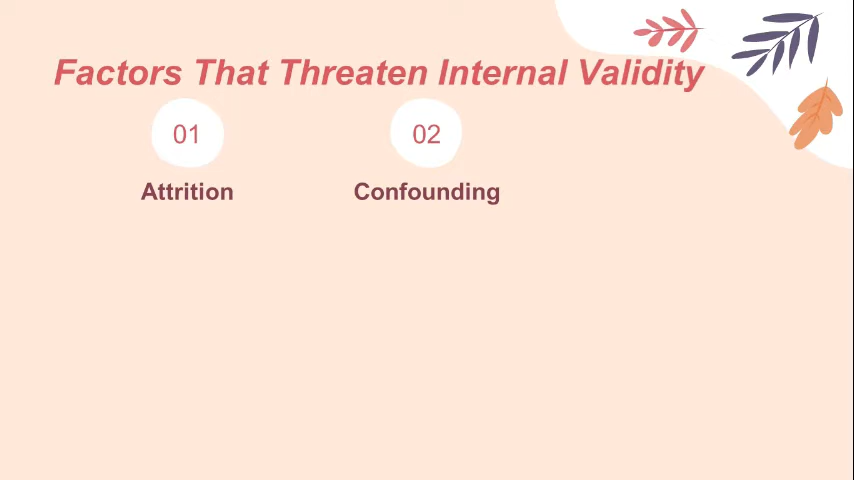 Factors That Threaten Internal Validity
01
02
Attrition
Confounding